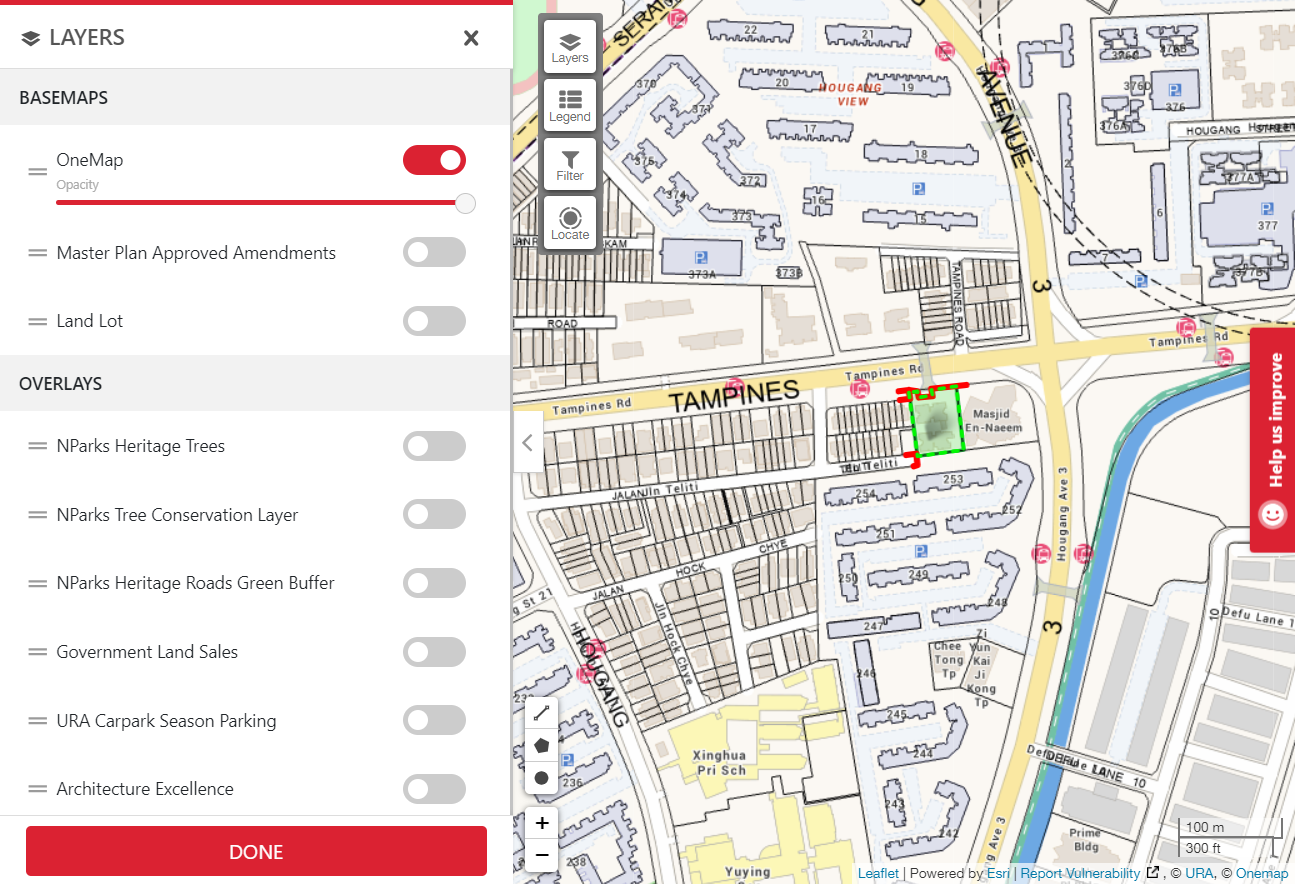 LAYERS
BASEMAPS
OneMap
Opacity
Master Plan Approved Amendments
Land Lot
OVERLAYS
NParks Heritage Trees
NParks Tree Conservation Layer
NParks Heritage Roads Green Buffer
Government Land Sales
URA Carpark Season Parking
Architecture Excellence
DONE
Layers
Legend
Filter
Locate
22
21
AVENUE
376C
376B
376D
376
376A
370
371
20
HOUGANG
VIEW
19
17
18
HOUGANG
2
375
372
374
16
373
15
377A
6
377
KAM
373A
373B
7
377B
TAMPINES ROAD
3
ROAD
Tampines Rd
Tampines Rd
TAMPINES
Tampines Rd
Masjid
En-Naeem
Teliti
JALAN
Jln Teliti
254
253
252
251
250
249
248
Hougang Ave 3
CHYE
HOCK
JALAN
Jln Hock Chye
g St 21
HOUGANG
247
246
3
Chee
Tong
Tp
Zi
Yun
Kai
Ji
Kong
Tp
10
Defu Lane 1
245
244
243
242
Xinghua
Pri Sch
236
238
Yuying
LANE 10
Prime
Bldg
ng Ave 3
Help us improve
+
−
100 m
300 ft
Leaflet | Powered by Esri | Report Vulnerability , © URA, © Onemap